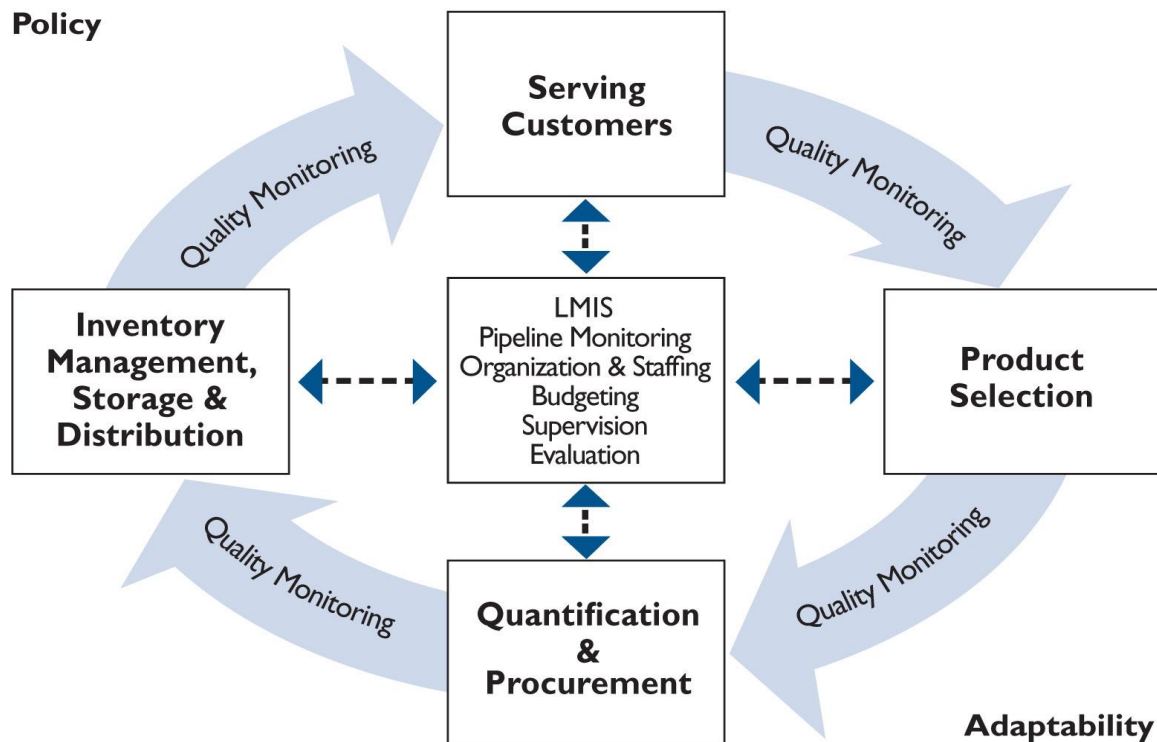 Policy
Serving
Customers
Quality Monitoring
Quality Monitoring
Inventory
Management,
Storage &
Distribution
LMIS
Pipeline Monitoring
Organization & Staffing
Budgeting
Supervision
Evaluation
Product
Selection
Quality Monitoring
Quality Monitoring
Quantification
&
Procurement
Adaptability